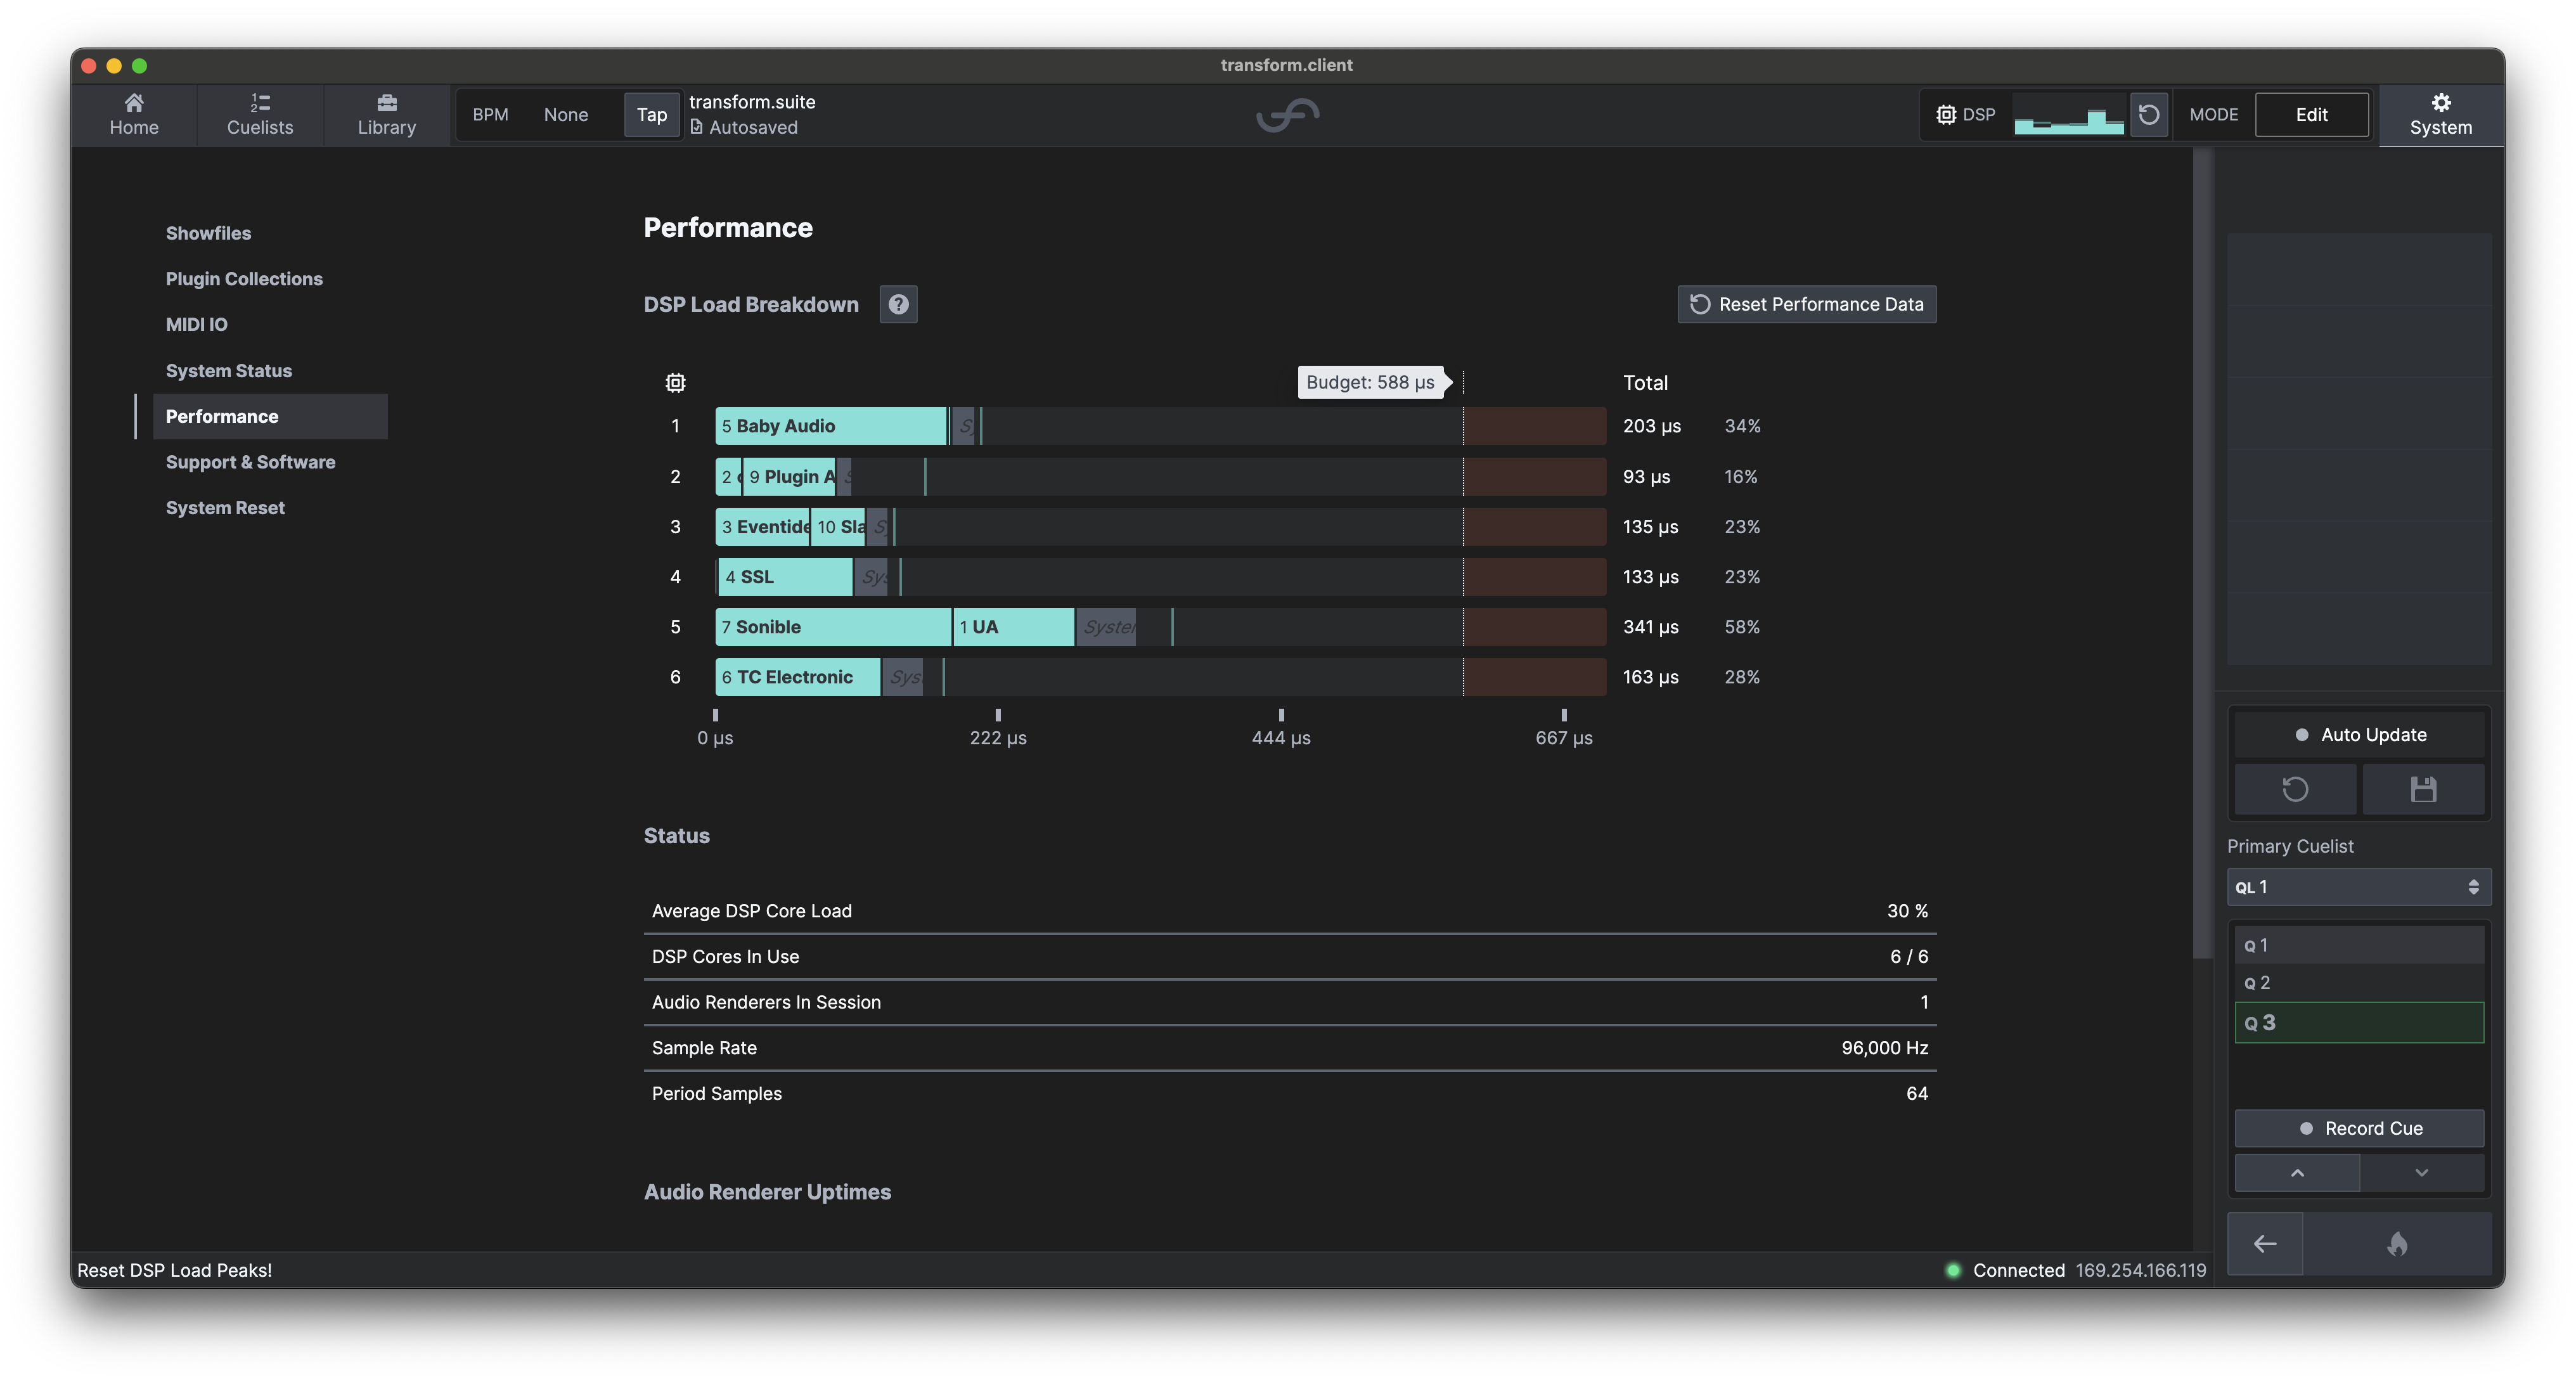 transform.client
Home
Cuelists
Library
BPM None Tap
transform.suite
Autosaved
DSP
MODE Edit
System
Showfiles
Plugin Collections
MIDI IO
System Status
Performance
Support & Software
System Reset
Performance
DSP Load Breakdown
Reset Performance Data
Budget: 588 µs
Total
1 5 Baby Audio Sy 203 µs 34%
2 2 9 Plugin A 93 µs 16%
3 3 Eventide 10 Sla Sy 135 µs 23%
4 4 SSL Sys 133 µs 23%
5 7 Sonible 1 UA System 341 µs 58%
6 6 TC Electronic Sys 163 µs 28%
0 µs 222 µs 444 µs 667 µs
Status
Average DSP Core Load 30 %
DSP Cores In Use 6 / 6
Audio Renderers In Session 1
Sample Rate 96,000 Hz
Period Samples 64
Audio Renderer Uptimes
Auto Update
Primary Cuelist
QL 1
Q 1
Q 2
Q 3
Record Cue
Reset DSP Load Peaks!
Connected 169.254.166.119